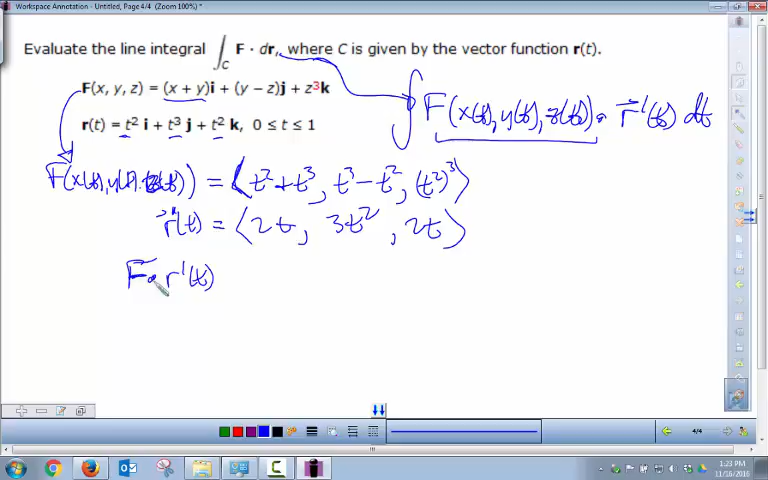 Workspace Annotation - Untitled, Page 4/4 (Zoom 100%) *
Evaluate the line integral ∫_C F · dr, where C is given by the vector function r(t).
F(x, y, z) = (x + y)i + (y − z)j + z³k
∫ F(x(t), y(t), z(t)) · r⃗'(t) dt
r(t) = t² i + t³ j + t² k, 0 ≤ t ≤ 1
F(x(t), y(t), z(t)) = ⟨t² + t³, t³ − t², (t²)³⟩
r⃗'(t) = ⟨2t, 3t², 2t⟩
F · r'(t)
4/4
1:23 PM
11/16/2016